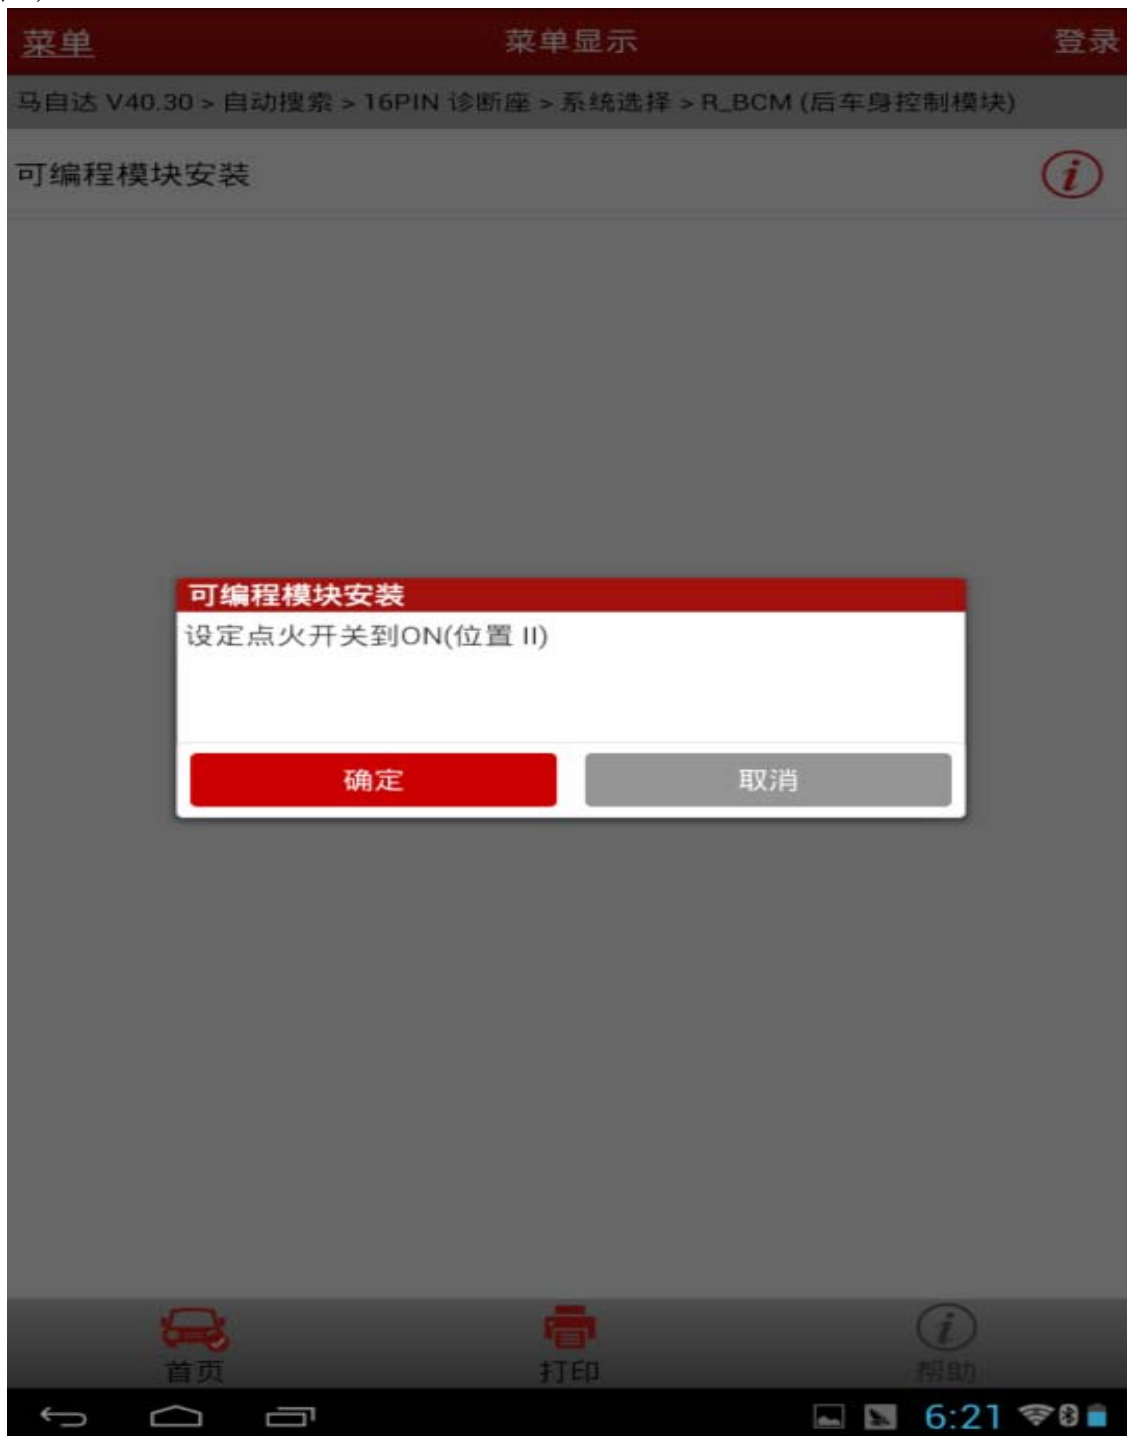 菜单 菜单显示 登录
马自达 V40.30 > 自动搜索 > 16PIN 诊断座 > 系统选择 > R_BCM (后车身控制模块)
可编程模块安装
可编程模块安装
设定点火开关到ON(位置 II)
确定 取消
首页 打印 帮助
6:21